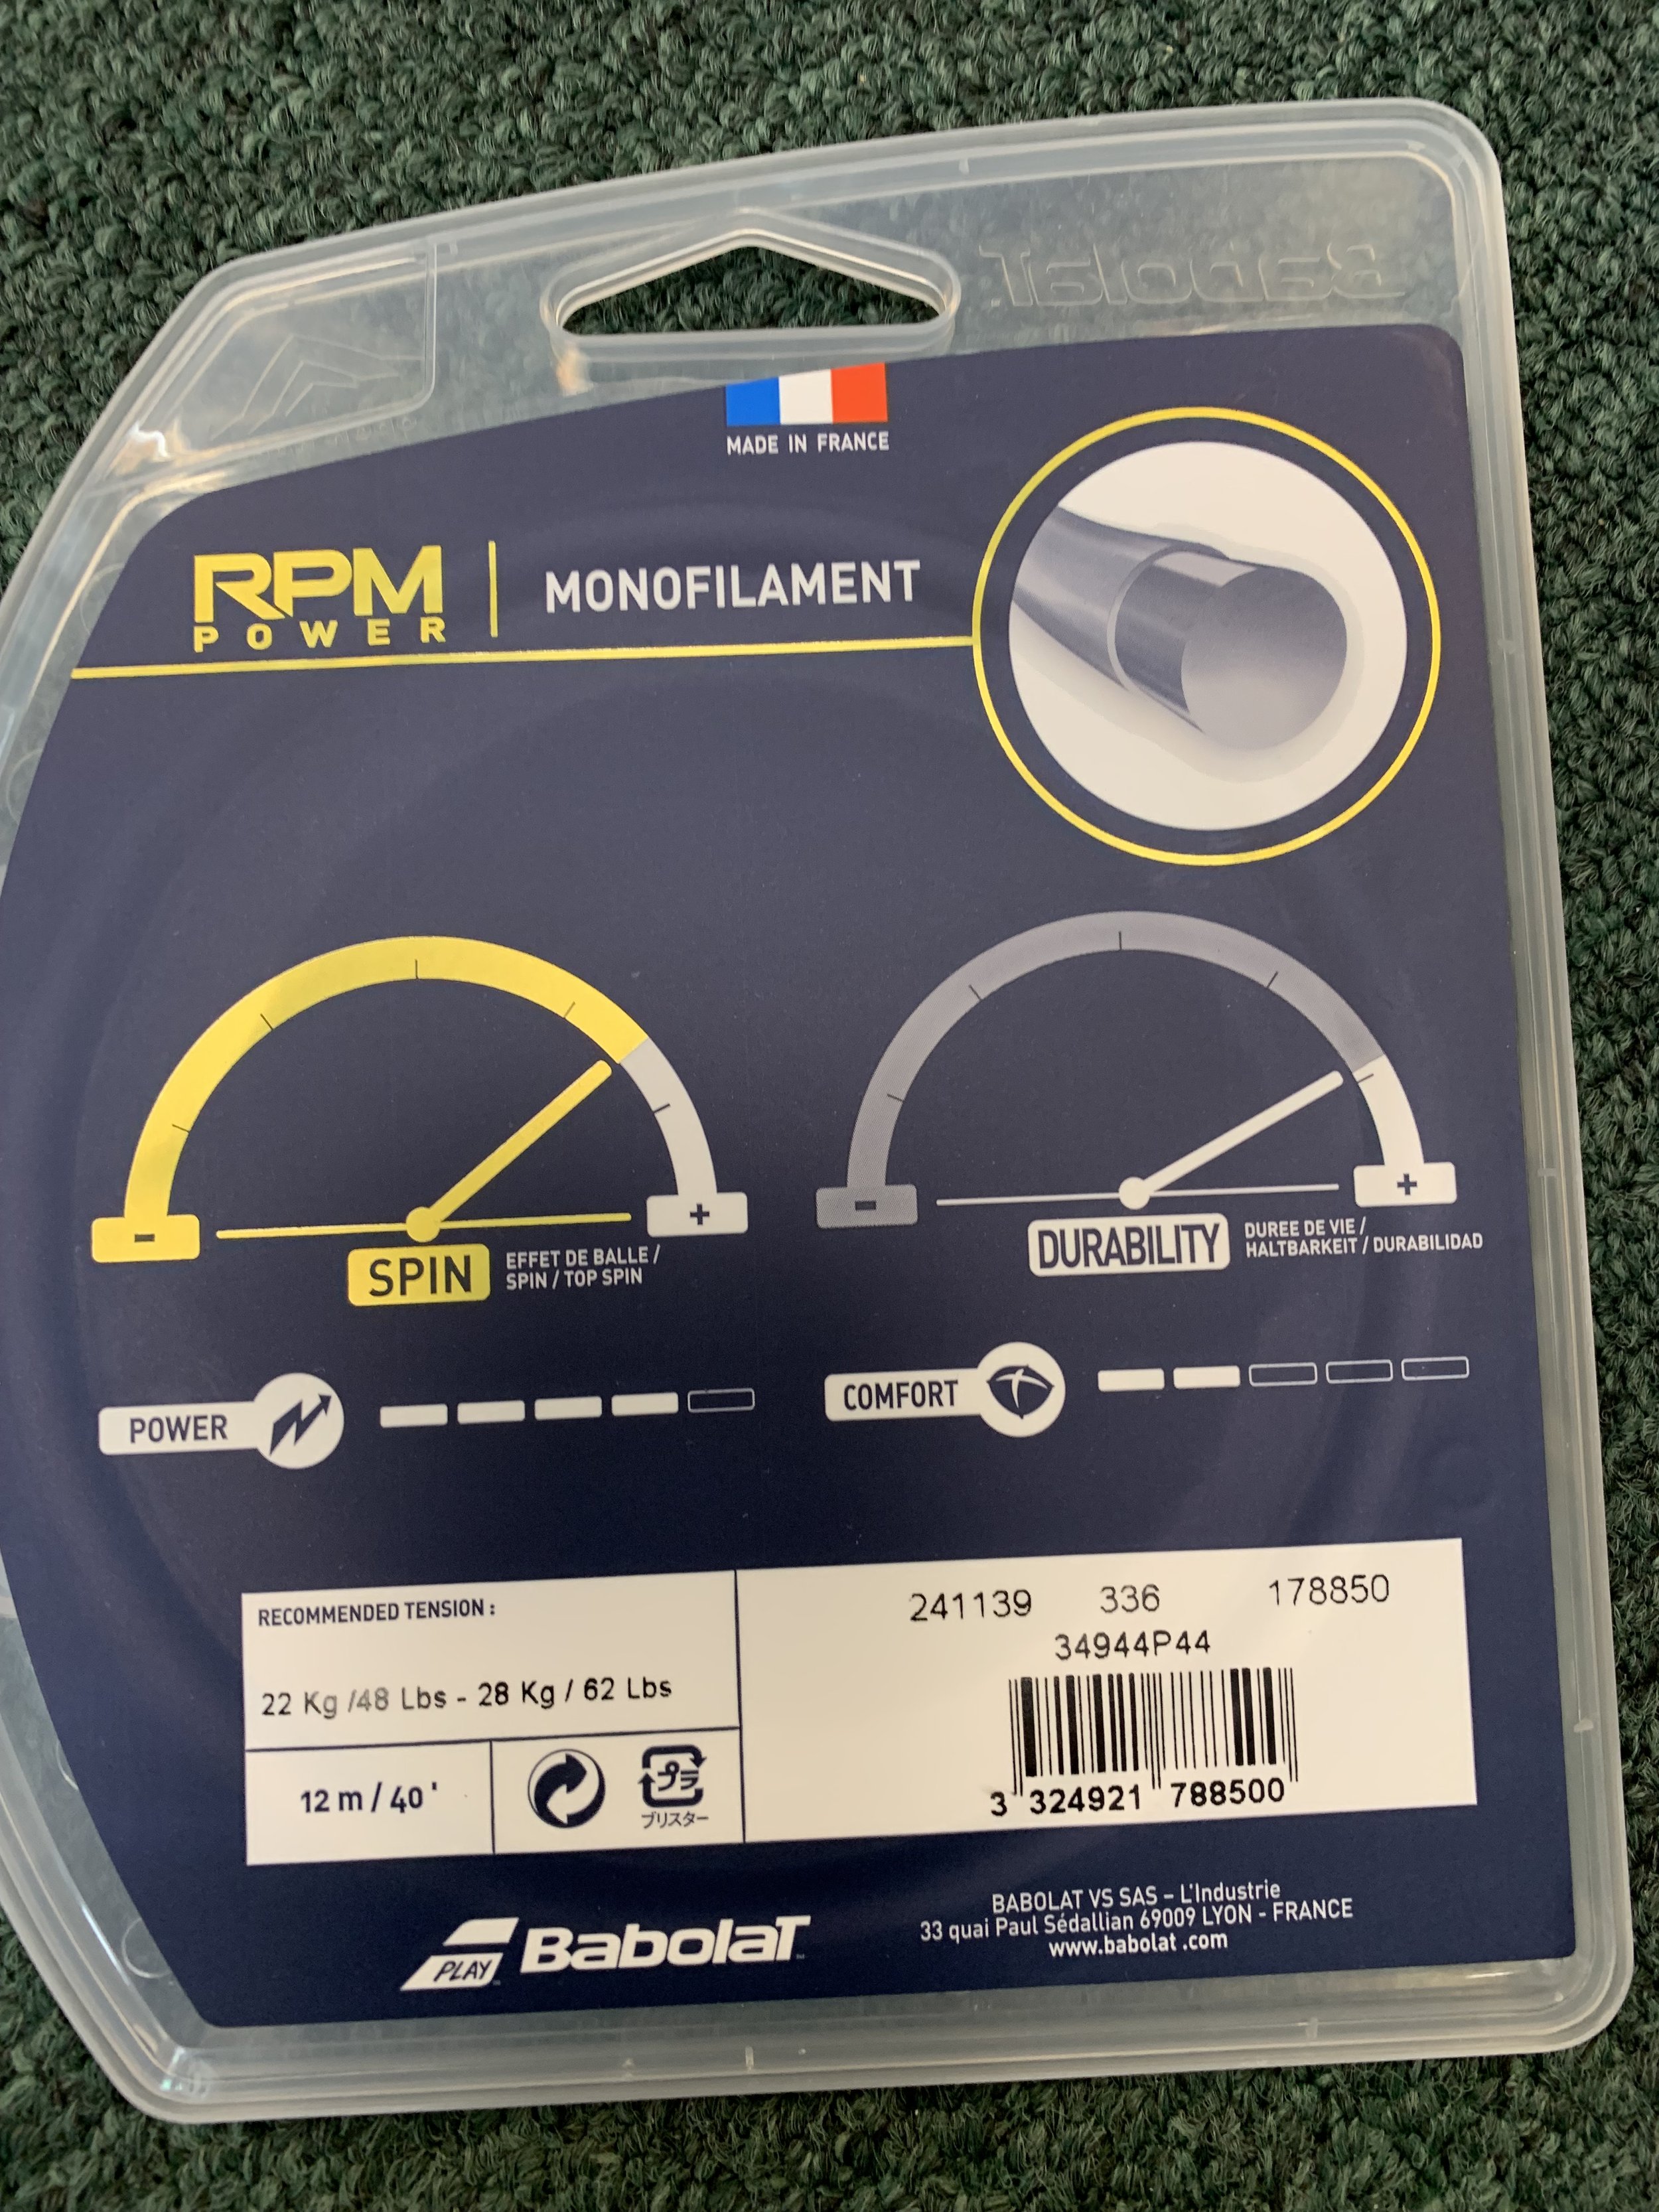 BabolaT
MADE IN FRANCE
RPM
POWER
MONOFILAMENT
-
+
SPIN
EFFET DE BALLE /
SPIN / TOP SPIN
-
+
DURABILITY
DUREE DE VIE /
HALTBARKEIT / DURABILIDAD
POWER
COMFORT
RECOMMENDED TENSION :
22 Kg /48 Lbs - 28 Kg / 62 Lbs
12 m / 40 '
プラ
ブリスター
241139 336 178850
34944P44
3 324921 788500
PLAY BabolaT
BABOLAT VS SAS – L'Industrie
33 quai Paul Sédallian 69009 LYON - FRANCE
www.babolat .com